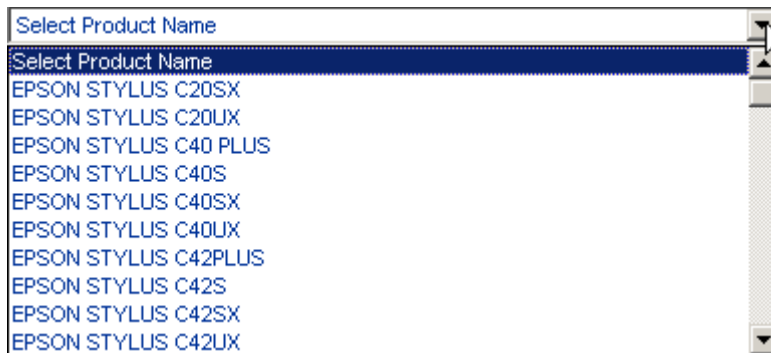 Select Product Name
Select Product Name
EPSON STYLUS C20SX
EPSON STYLUS C20UX
EPSON STYLUS C40 PLUS
EPSON STYLUS C40S
EPSON STYLUS C40SX
EPSON STYLUS C40UX
EPSON STYLUS C42PLUS
EPSON STYLUS C42S
EPSON STYLUS C42SX
EPSON STYLUS C42UX